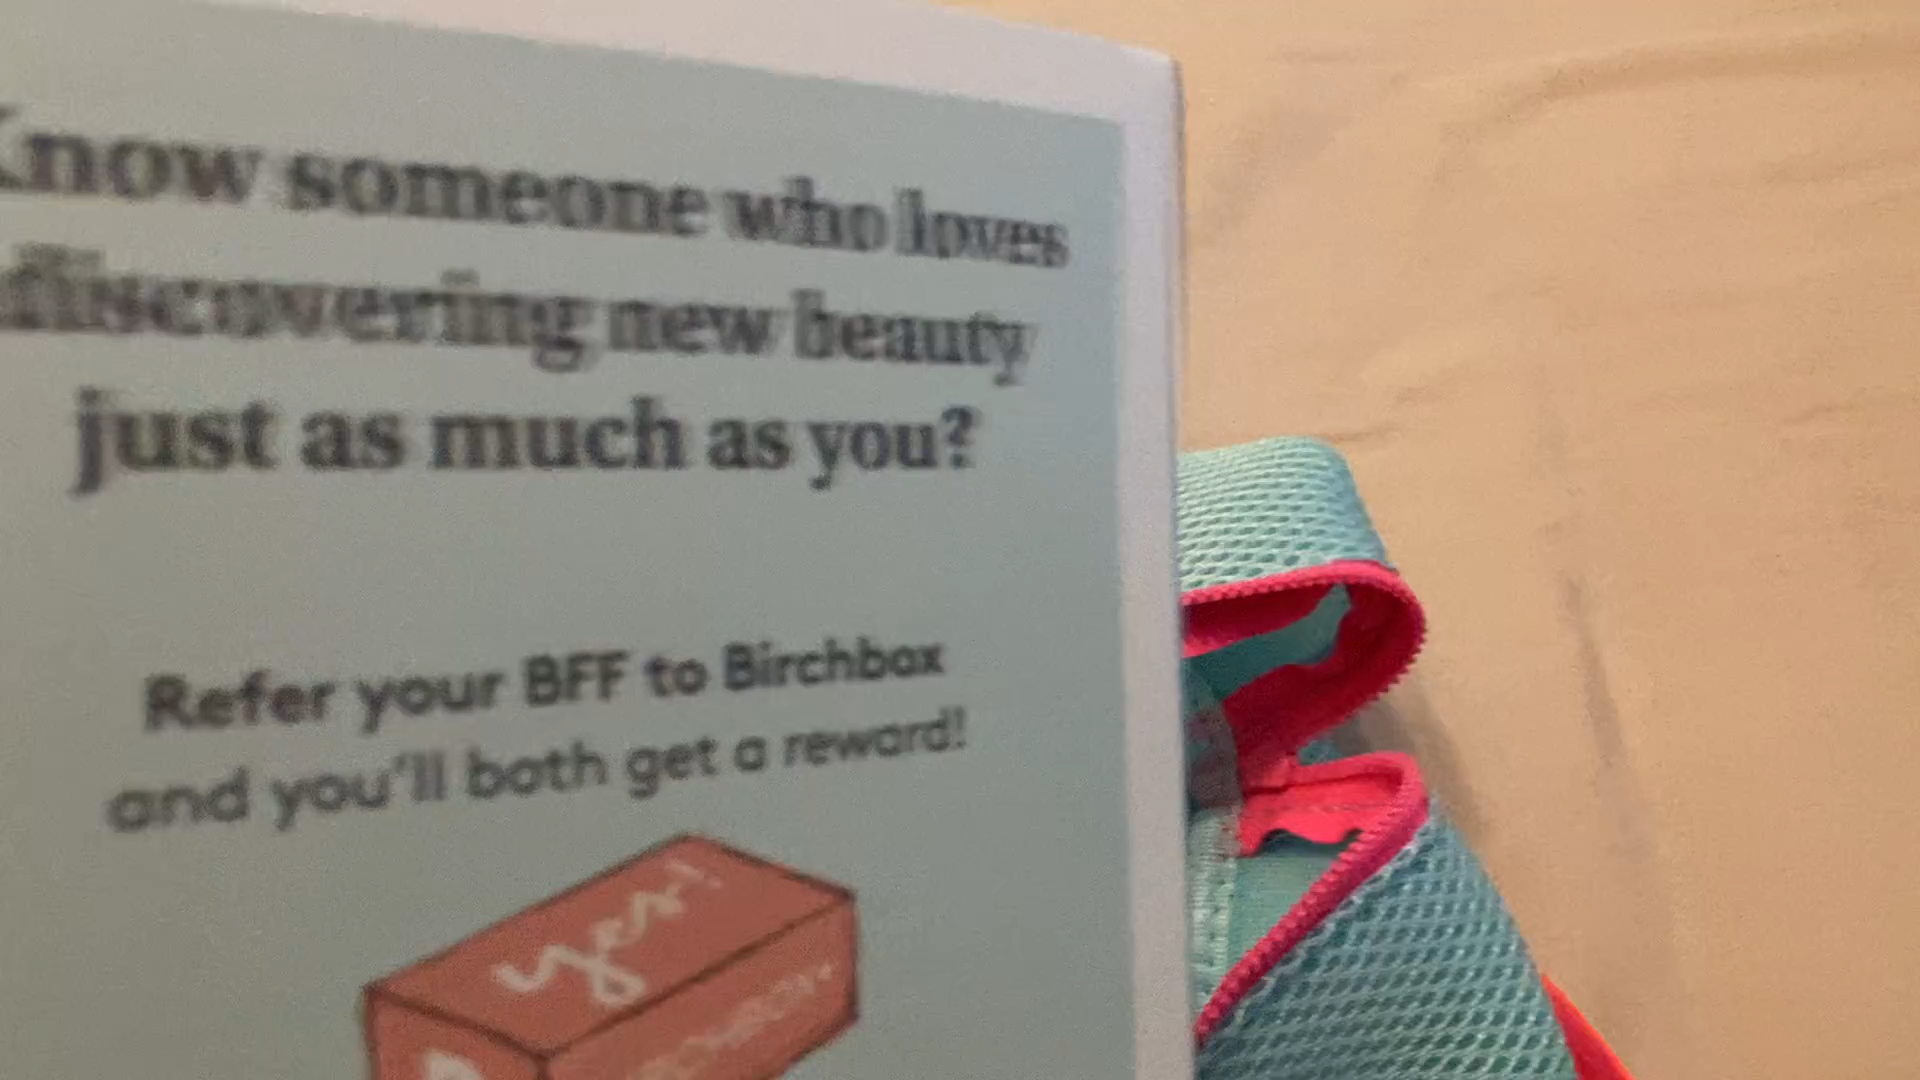 Know someone who loves
discovering new beauty
just as much as you?
Refer your BFF to Birchbox
and you'll both get a reward!
yes!